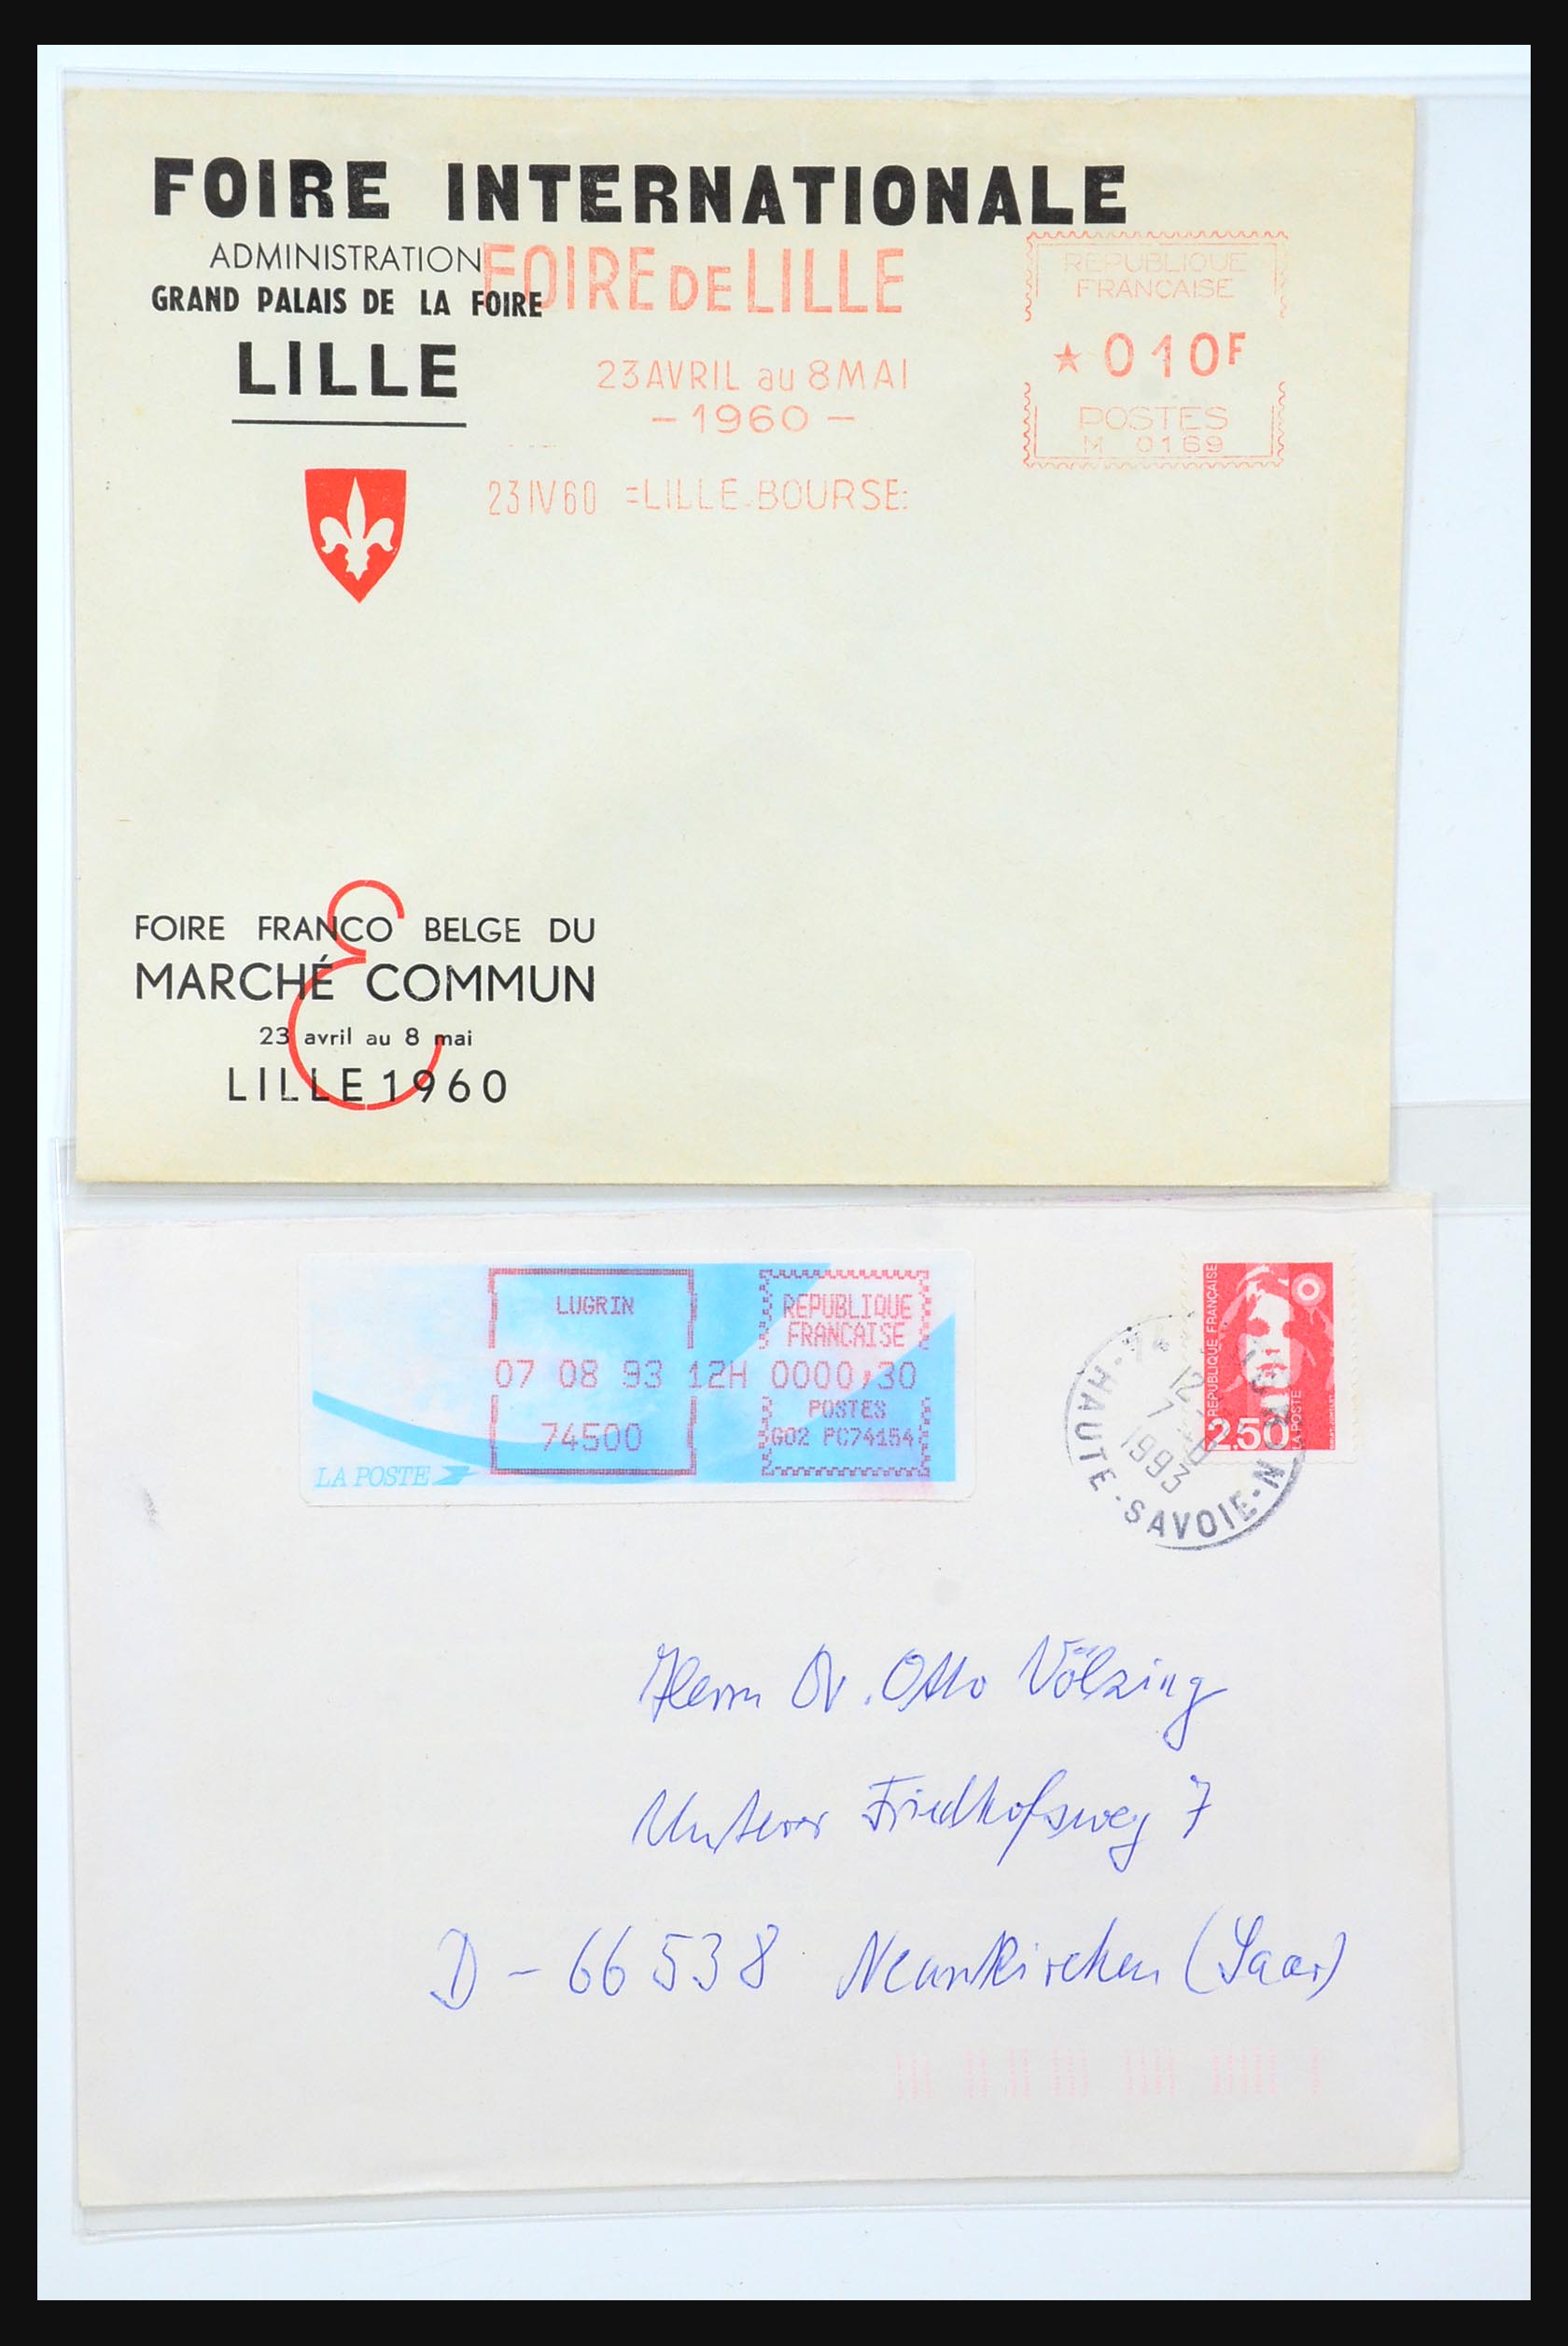 FOIRE INTERNATIONALE
ADMINISTRATION
GRAND PALAIS DE LA FOIRE
LILLE
FOIRE DE LILLE
23 AVRIL au 8 MAI
- 1960 -
23 IV 60 =LILLE-BOURSE=
REPUBLIQUE
FRANCAISE
★ 010F
POSTES
M 0169
FOIRE FRANCO BELGE DU
MARCHÉ COMMUN
23 avril au 8 mai
LILLE 1960
LUGRIN
07 08 93 12H 0000,30
74500
REPUBLIQUE
FRANCAISE
POSTES
G02 PC74154
LA POSTE
REPUBLIQUE FRANÇAISE
2,50
LA POSTE
12
1993
HAUTE-SAVOIE
Herrn Dr. Otto Völzing
Unterer Friedhofsweg 7
D - 66538 Neunkirchen (Saar)